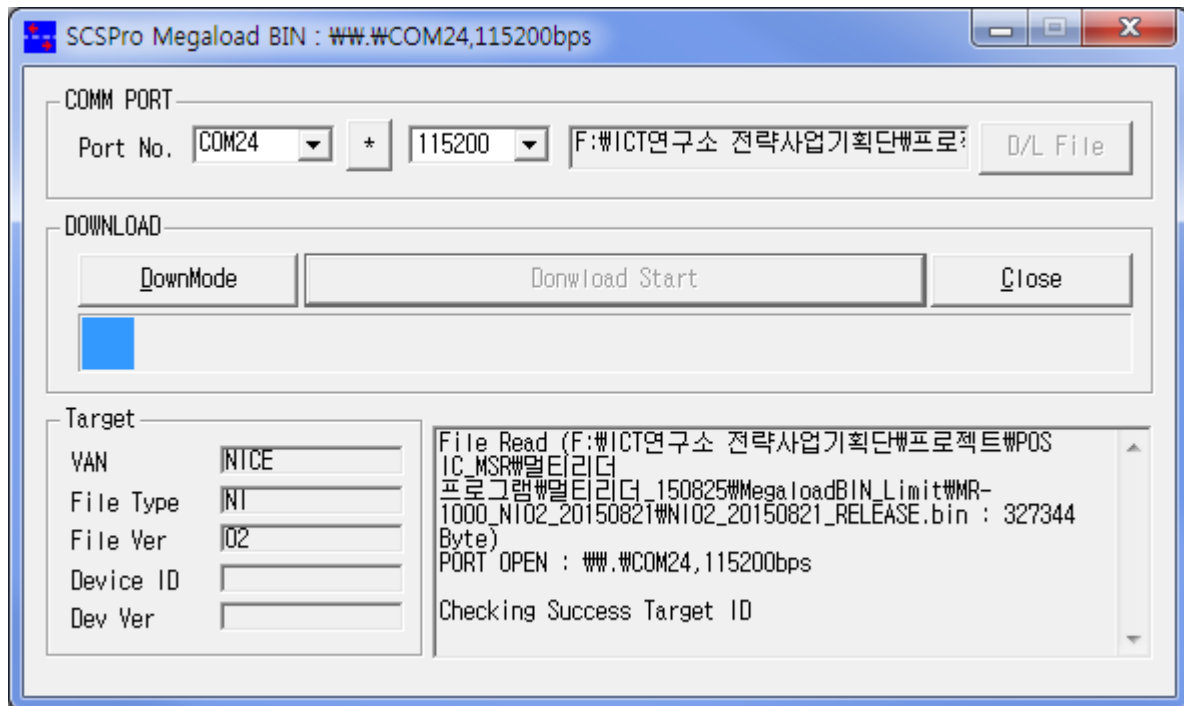 SCSPro Megaload BIN : ₩₩.₩COM24,115200bps
COMM PORT
Port No. COM24 * 115200 F:₩ICT연구소 전략사업기획단₩프로 D/L File
DOWNLOAD
DownMode Donwload Start Close
Target
VAN NICE
File Type NI
File Ver 02
Device ID
Dev Ver
File Read (F:₩ICT연구소 전략사업기획단₩프로젝트₩POS
IC_MSR₩멀티리더
프로그램₩멀티리더_150825₩MegaloadBIN_Limit₩MR-
1000_NI02_20150821₩NI02_20150821_RELEASE.bin : 327344
Byte)
PORT OPEN : ₩₩.₩COM24,115200bps
Checking Success Target ID